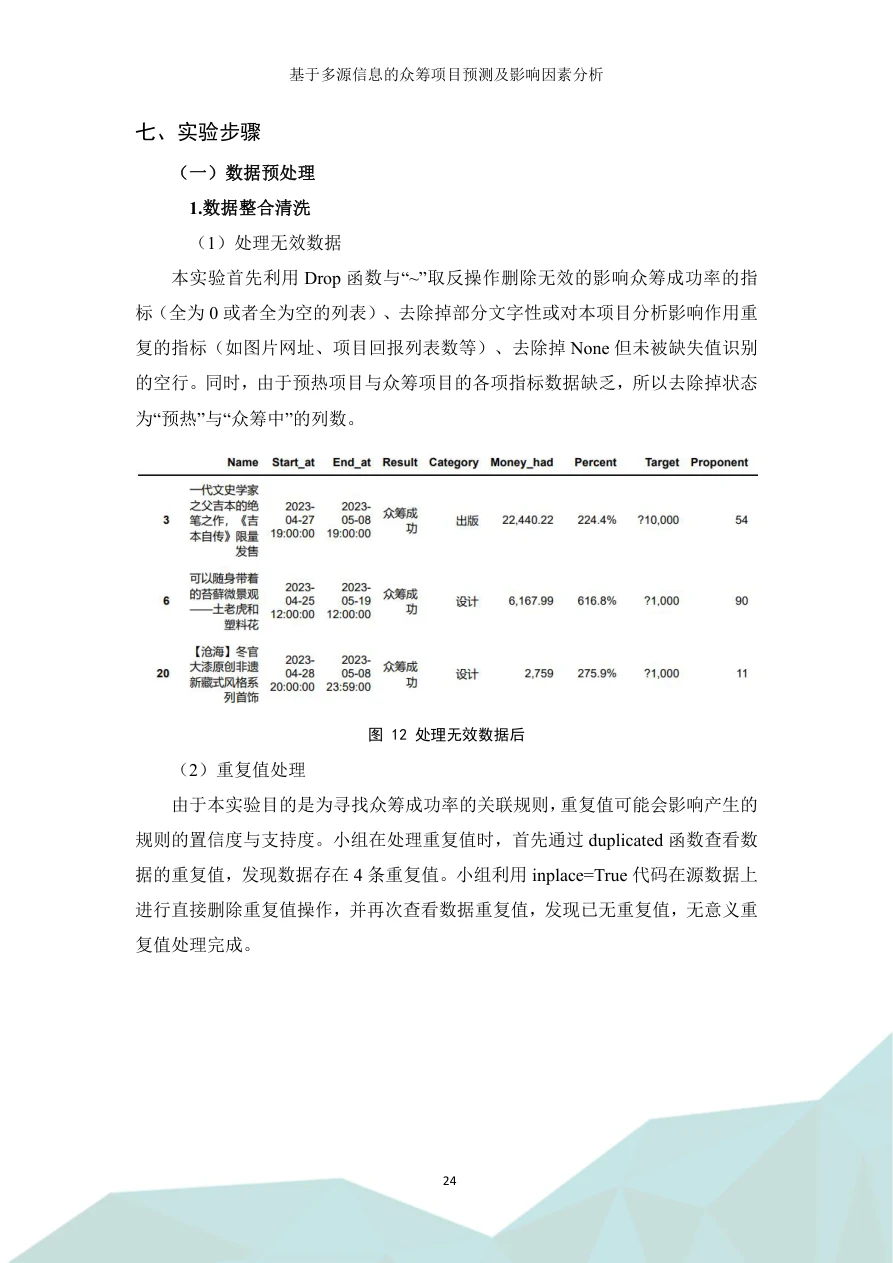 基于多源信息的众筹项目预测及影响因素分析
七、实验步骤
（一）数据预处理
1.数据整合清洗
（1）处理无效数据
本实验首先利用 Drop 函数与“~”取反操作删除无效的影响众筹成功率的指
标（全为 0 或者全为空的列表）、去除掉部分文字性或对本项目分析影响作用重
复的指标（如图片网址、项目回报列表数等）、去除掉 None 但未被缺失值识别
的空行。同时，由于预热项目与众筹项目的各项指标数据缺乏，所以去除掉状态
为“预热”与“众筹中”的列数。
Name Start_at End_at Result Category Money_had Percent Target Proponent
一代文史学家
之父吉本的绝
笔之作，《吉
本自传》限量
发售
3 2023-04-27 19:00:00 2023-05-08 19:00:00 众筹成功 出版 22,440.22 224.4% ?10,000 54
可以随身带着
的苔藓微景观
——土老虎和
塑料花
6 2023-04-25 12:00:00 2023-05-19 12:00:00 众筹成功 设计 6,167.99 616.8% ?1,000 90
【沧海】冬官
大漆原创非遗
新藏式风格系
列首饰
20 2023-04-28 20:00:00 2023-05-08 23:59:00 众筹成功 设计 2,759 275.9% ?1,000 11
图 12 处理无效数据后
（2）重复值处理
由于本实验目的是为寻找众筹成功率的关联规则，重复值可能会影响产生的
规则的置信度与支持度。小组在处理重复值时，首先通过 duplicated 函数查看数
据的重复值，发现数据存在 4 条重复值。小组利用 inplace=True 代码在源数据上
进行直接删除重复值操作，并再次查看数据重复值，发现已无重复值，无意义重
复值处理完成。
24